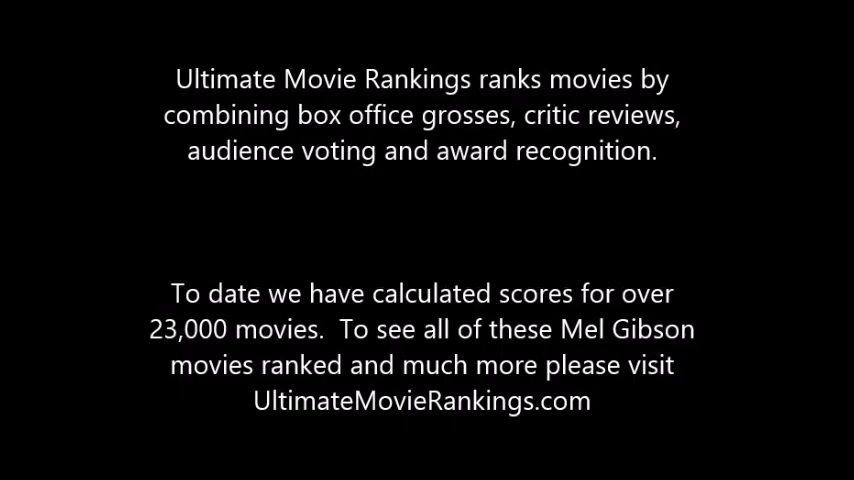 Ultimate Movie Rankings ranks movies by
combining box office grosses, critic reviews,
audience voting and award recognition.
To date we have calculated scores for over
23,000 movies.  To see all of these Mel Gibson
movies ranked and much more please visit
UltimateMovieRankings.com